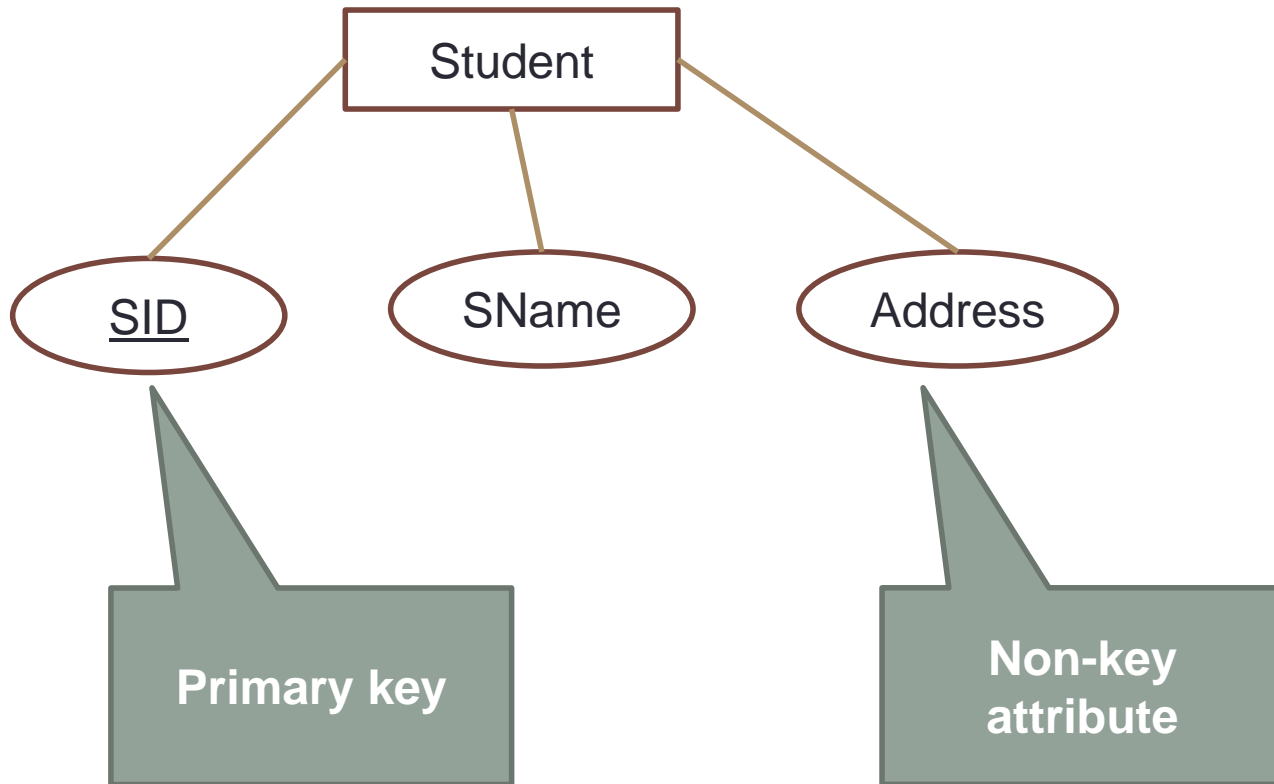 Student
SID
SName
Address
Primary key
Non-key
attribute